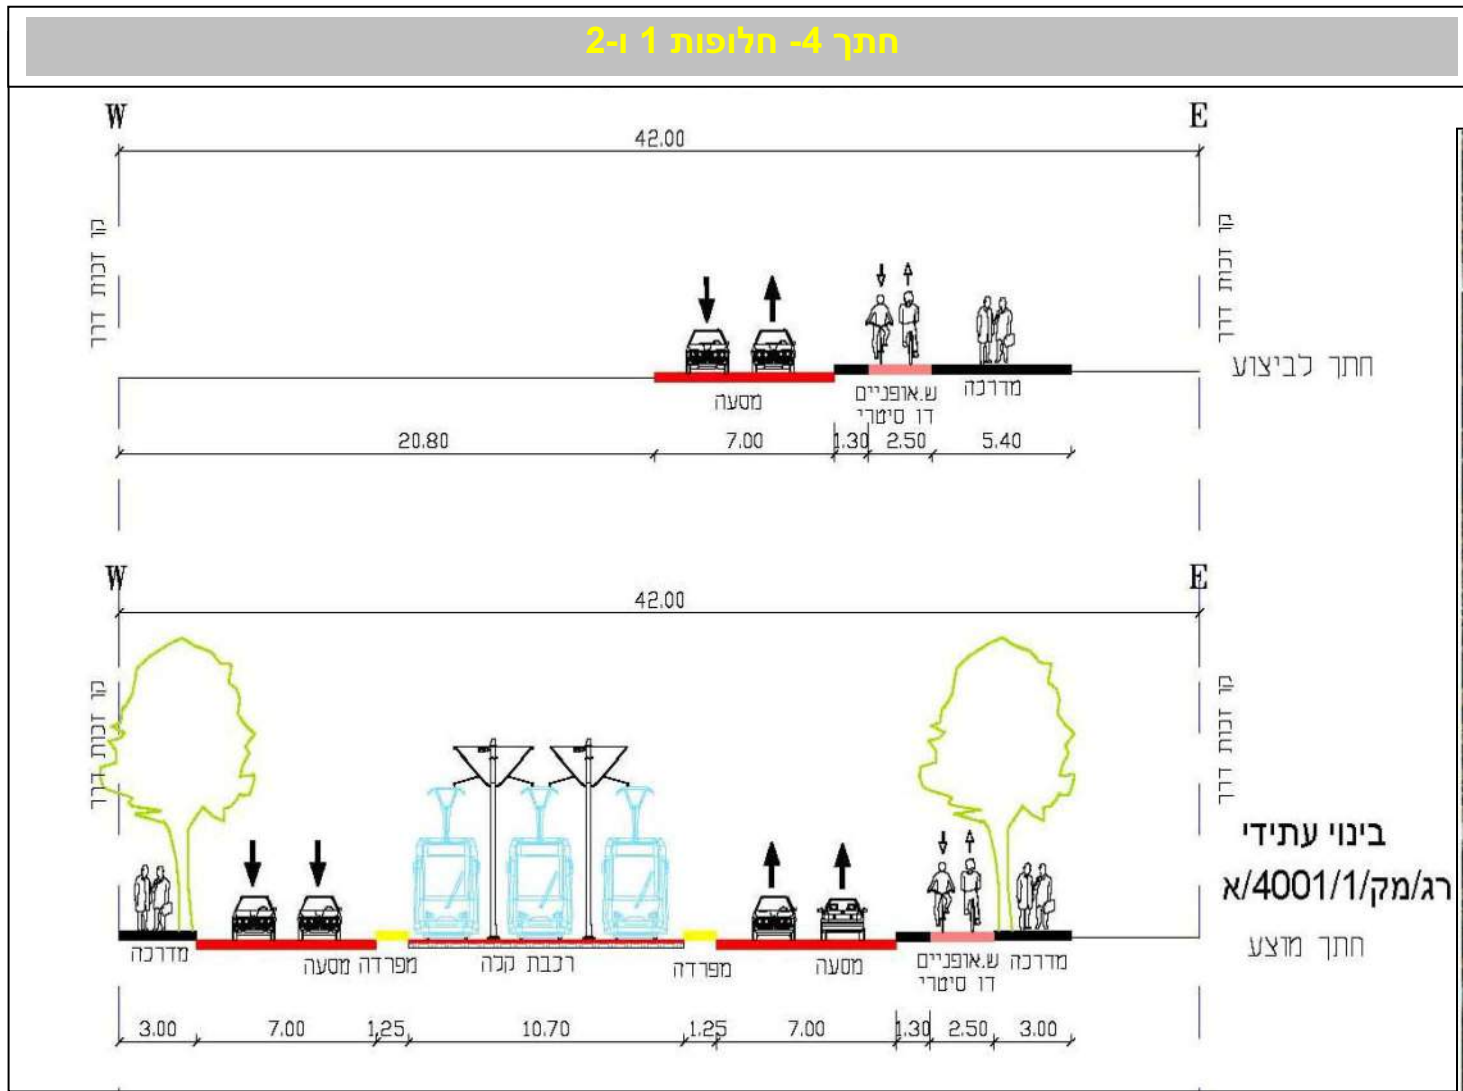 חתך 4- חלופות 1 ו-2
W E
42.00
קו זכות דרך
קו זכות דרך
חתך לביצוע
מסעה
ש.אופניים
דו סיטרי
מדרכה
20.80 7.00 1.30 2.50 5.40
W E
42.00
קו זכות דרך
קו זכות דרך
בינוי עתידי
רג/מק/4001/1/א
חתך מוצע
מדרכה
מסעה
מפרדה
רכבת קלה
מפרדה
מסעה
ש.אופניים
דו סיטרי
מדרכה
3.00 7.00 1.25 10.70 1.25 7.00 1.30 2.50 3.00